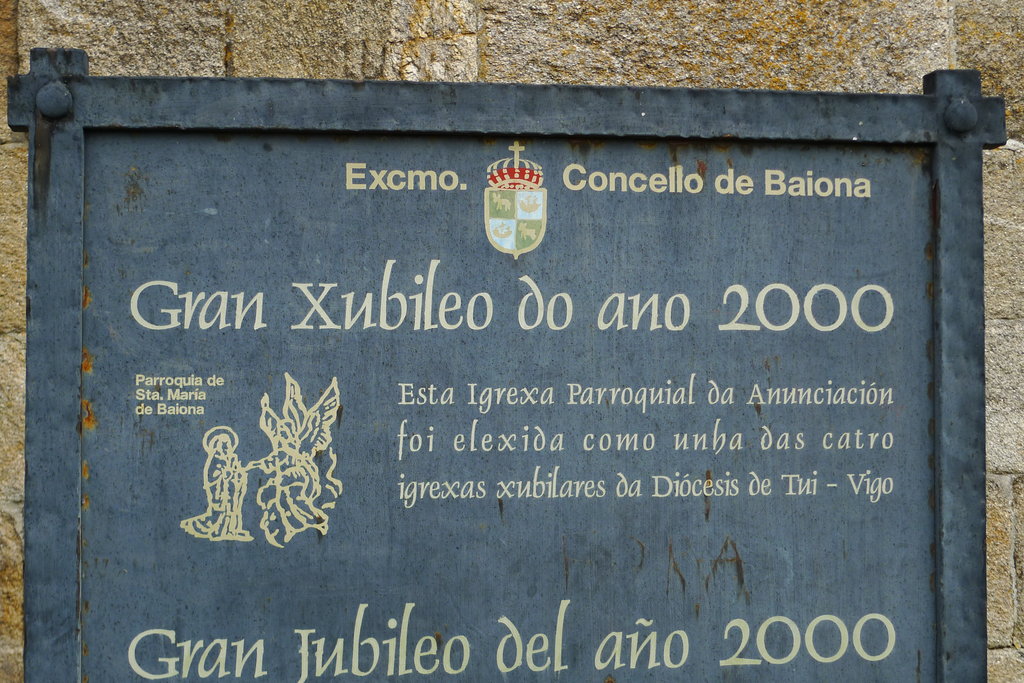 Excmo. Concello de Baiona
Gran Xubileo do ano 2000
Parroquia de
Sta. María
de Baiona
Esta Igrexa Parroquial da Anunciación
foi elexida como unha das catro
igrexas xubilares da Diócesis de Tui - Vigo
Gran Jubileo del año 2000